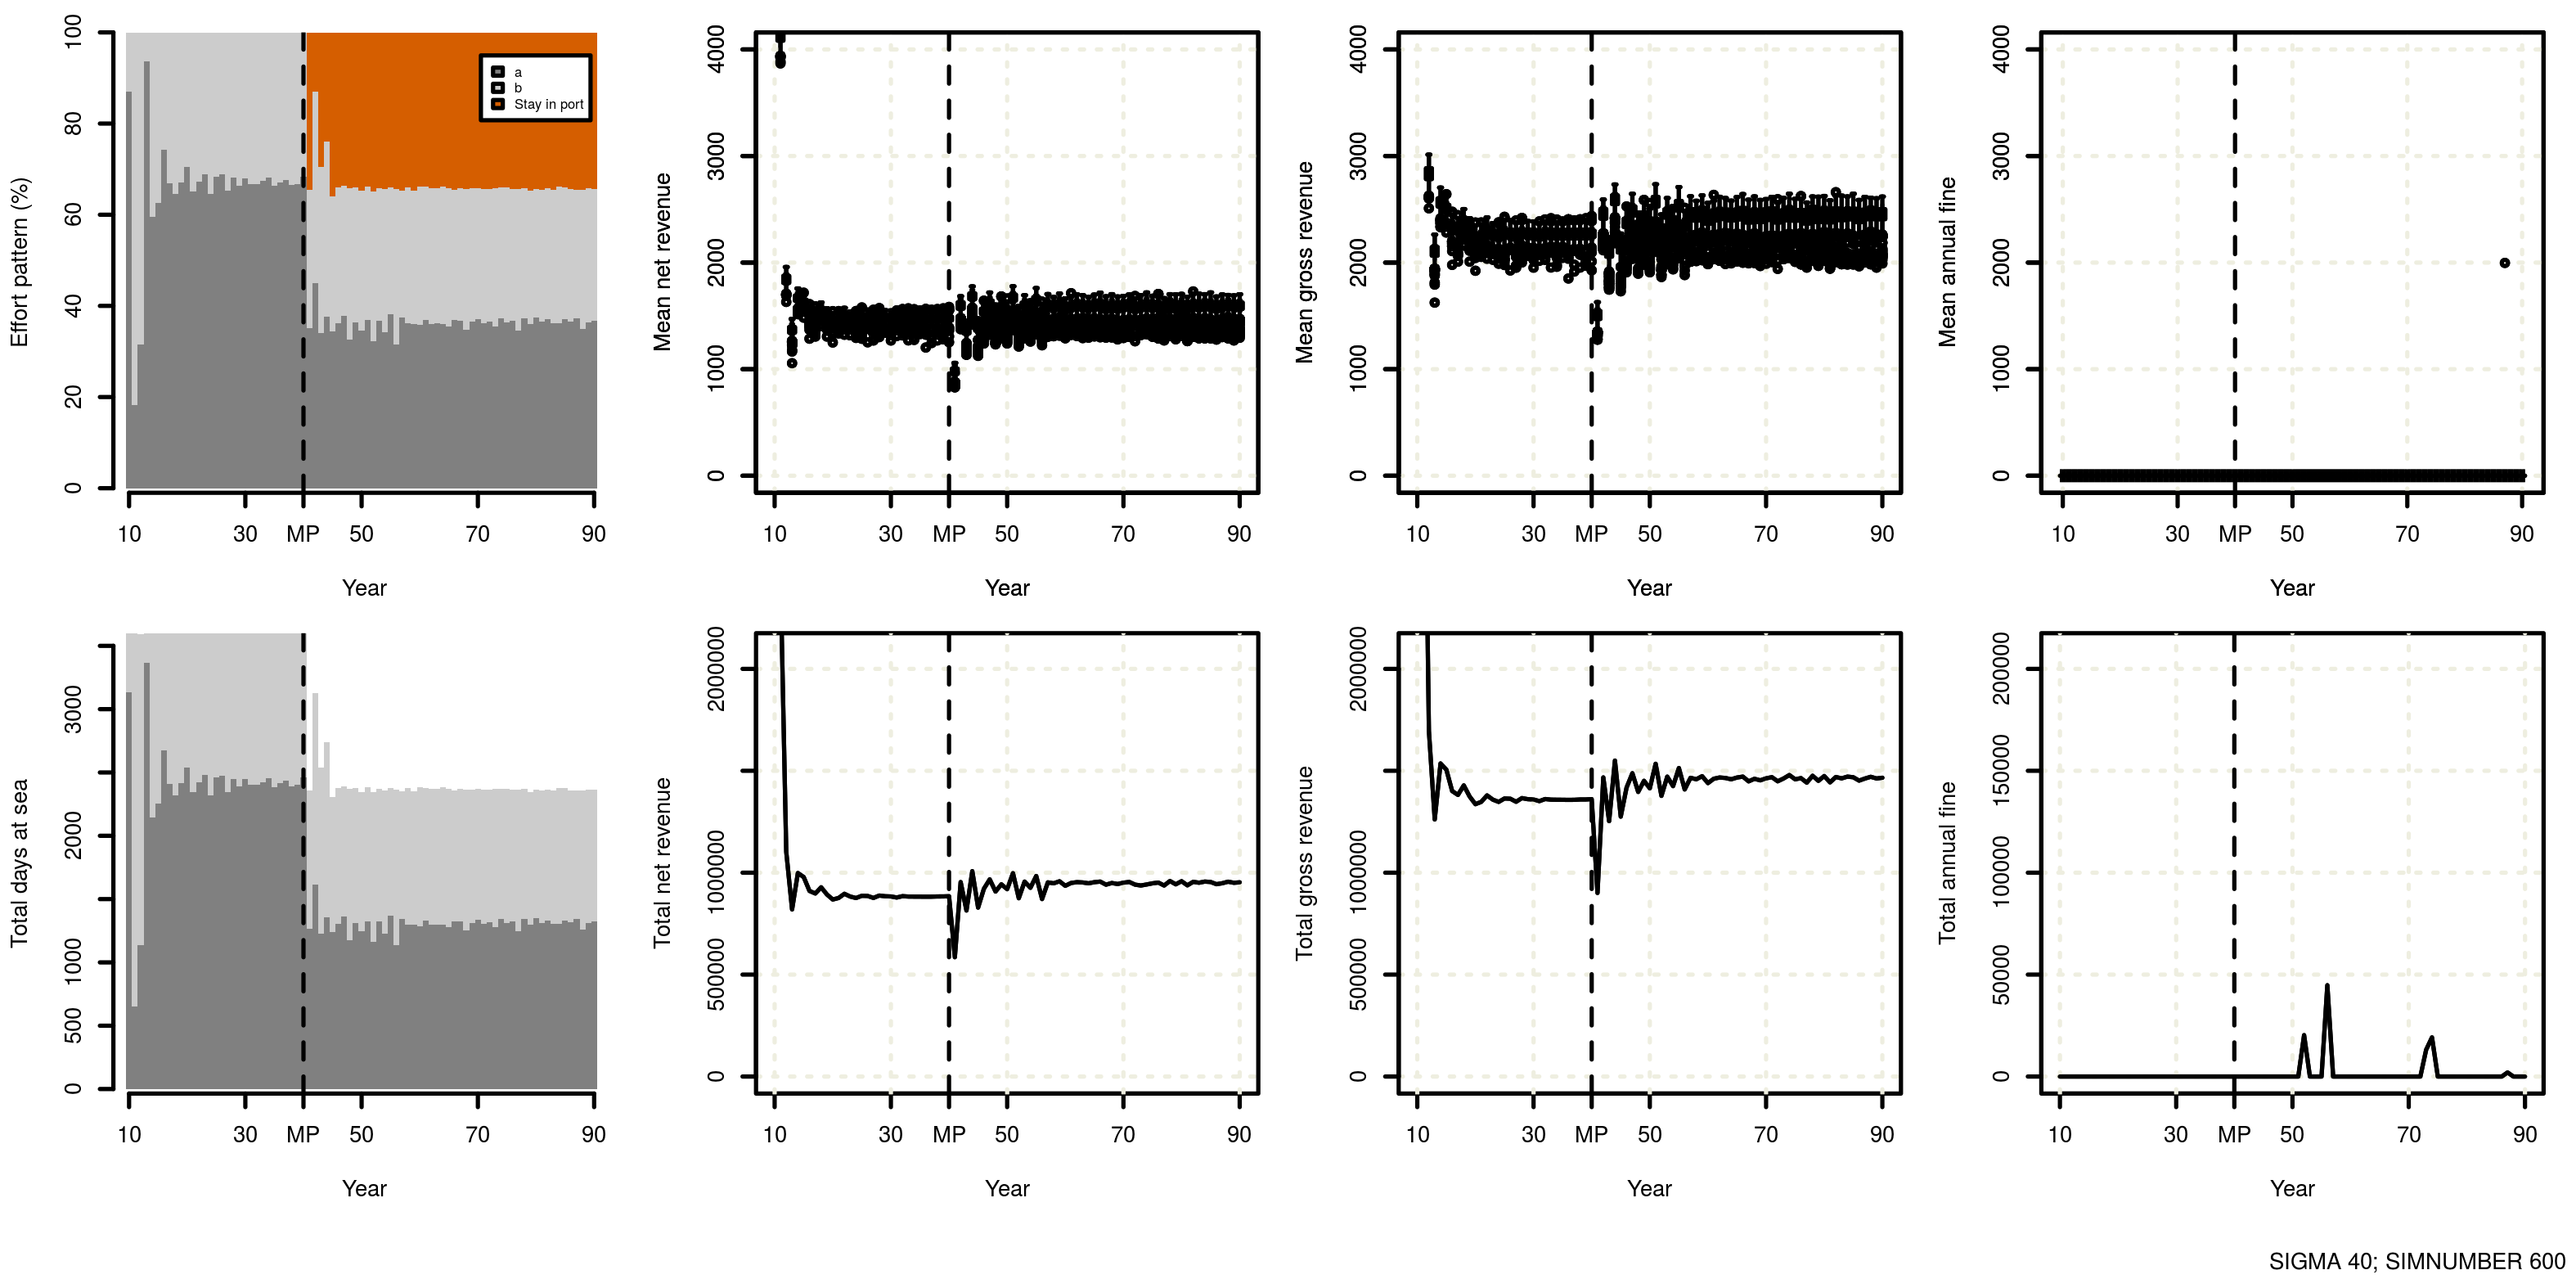 Effort pattern (%)
0 20 40 60 80 100
a
b
Stay in port
10 30 MP 50 70 90
Year
Mean net revenue
0 1000 2000 3000 4000
10 30 MP 50 70 90
Year
Mean gross revenue
0 1000 2000 3000 4000
10 30 MP 50 70 90
Year
Mean annual fine
0 1000 2000 3000 4000
10 30 MP 50 70 90
Year
Total days at sea
0 500 1000 2000 3000
10 30 MP 50 70 90
Year
Total net revenue
0 500000 1000000 2000000
10 30 MP 50 70 90
Year
Total gross revenue
0 500000 1000000 2000000
10 30 MP 50 70 90
Year
Total annual fine
0 50000 100000 150000 200000
10 30 MP 50 70 90
Year
SIGMA 40; SIMNUMBER 600